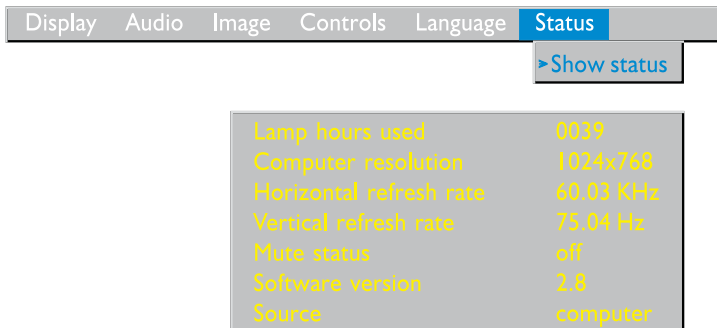 Display Audio Image Controls Language Status
➤Show status
Lamp hours used 0039
Computer resolution 1024x768
Horizontal refresh rate 60.03 KHz
Vertical refresh rate 75.04 Hz
Mute status off
Software version 2.8
Source computer